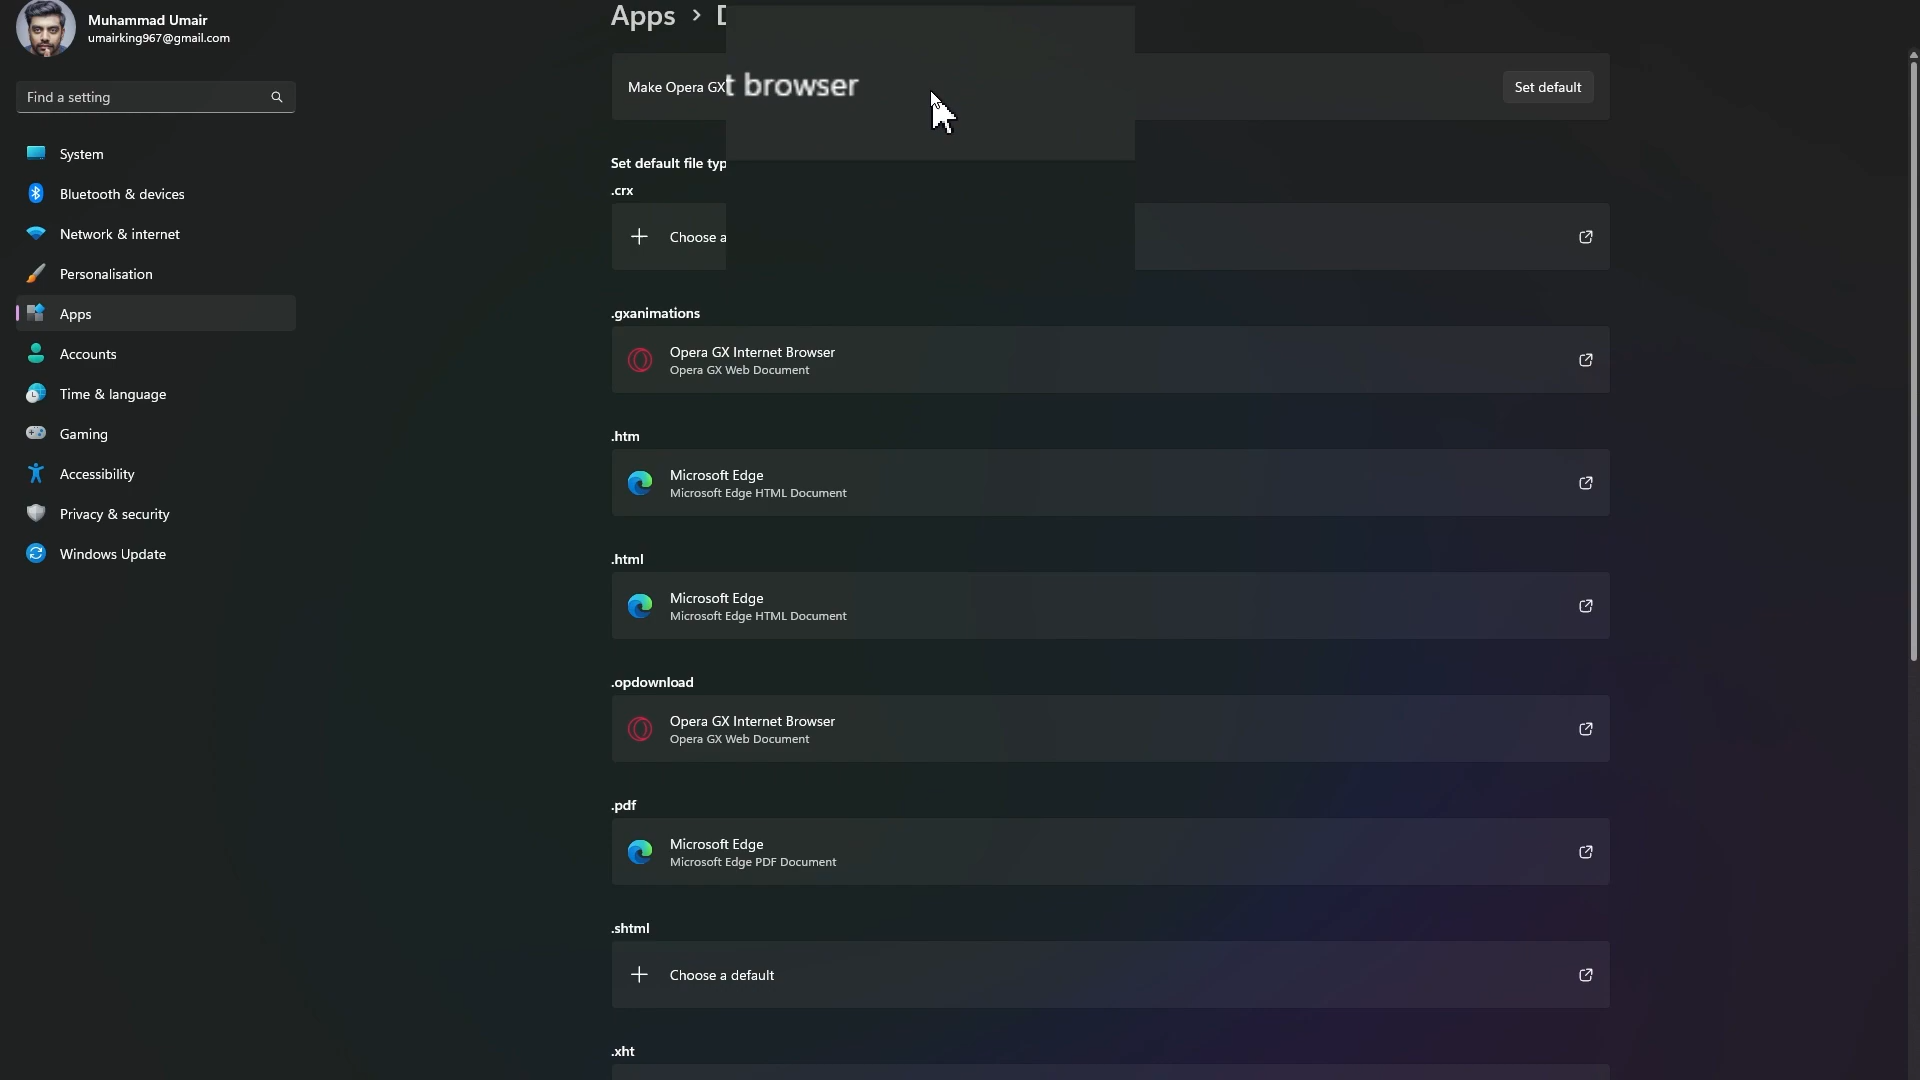 Muhammad Umair
umairking967@gmail.com
Find a setting
System
Bluetooth & devices
Network & internet
Personalisation
Apps
Accounts
Time & language
Gaming
Accessibility
Privacy & security
Windows Update
Apps >
Make Opera GX
t browser
Set default
Set default file typ
.crx
Choose a
.gxanimations
Opera GX Internet Browser
Opera GX Web Document
.htm
Microsoft Edge
Microsoft Edge HTML Document
.html
Microsoft Edge
Microsoft Edge HTML Document
.opdownload
Opera GX Internet Browser
Opera GX Web Document
.pdf
Microsoft Edge
Microsoft Edge PDF Document
.shtml
Choose a default
.xht